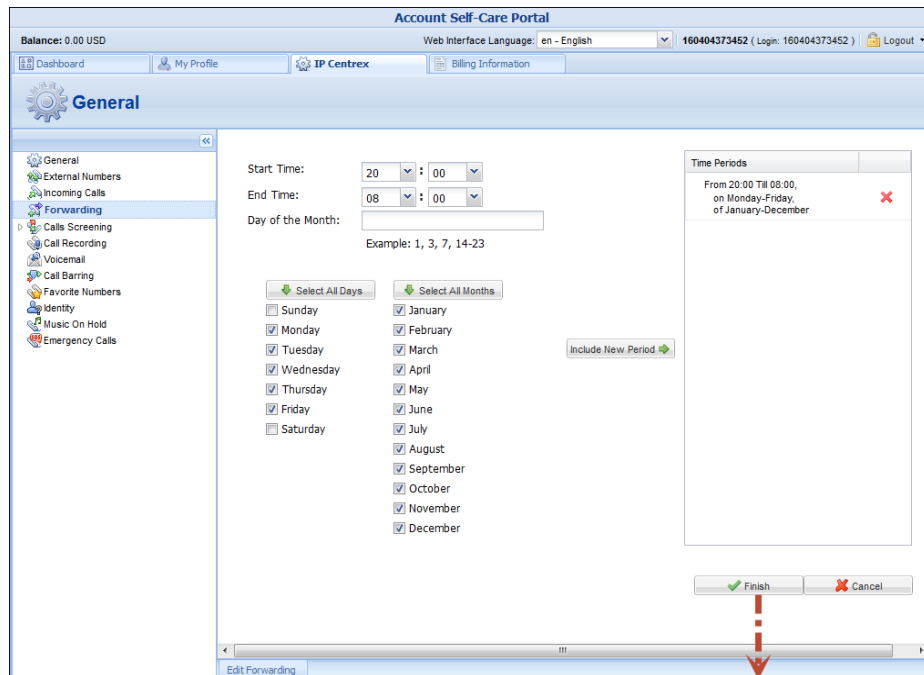 Account Self-Care Portal
Balance: 0.00 USD Web Interface Language: en - English 160404373452 ( Login: 160404373452 ) Logout
Dashboard My Profile IP Centrex Billing Information
General
General
External Numbers
Incoming Calls
Forwarding
Calls Screening
Call Recording
Voicemail
Call Barring
Favorite Numbers
Identity
Music On Hold
Emergency Calls
Start Time: 20 : 00
End Time: 08 : 00
Day of the Month:
Example: 1, 3, 7, 14-23
Select All Days Select All Months
Sunday January
Monday February
Tuesday March
Wednesday April
Thursday May
Friday June
Saturday July
August
September
October
November
December
Include New Period
Time Periods
From 20:00 Till 08:00,
on Monday-Friday,
of January-December
Finish Cancel
Edit Forwarding